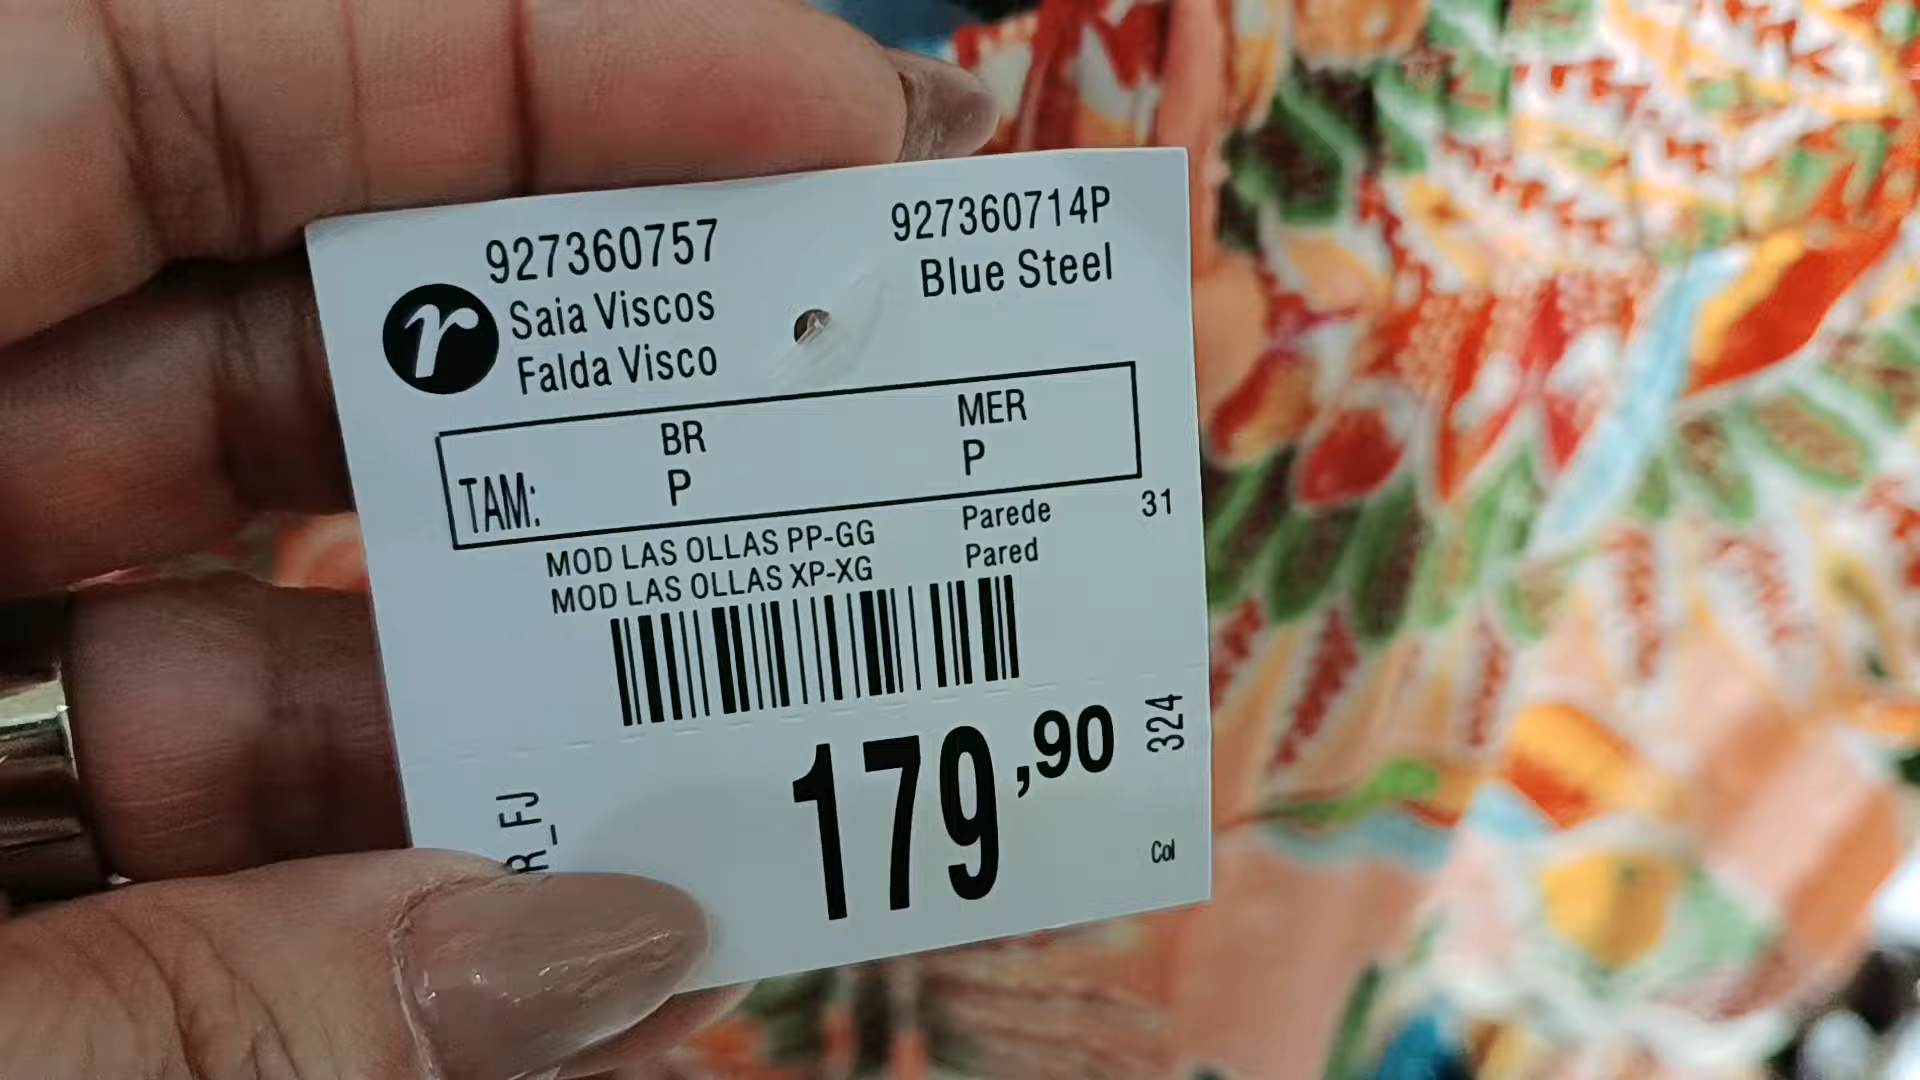 927360757
927360714P
r
Saia Viscos
Blue Steel
Falda Visco
BR
MER
TAM:
P
P
MOD LAS OLLAS PP-GG
Parede
31
MOD LAS OLLAS XP-XG
Pared
179,90
324
R_FJ
Col